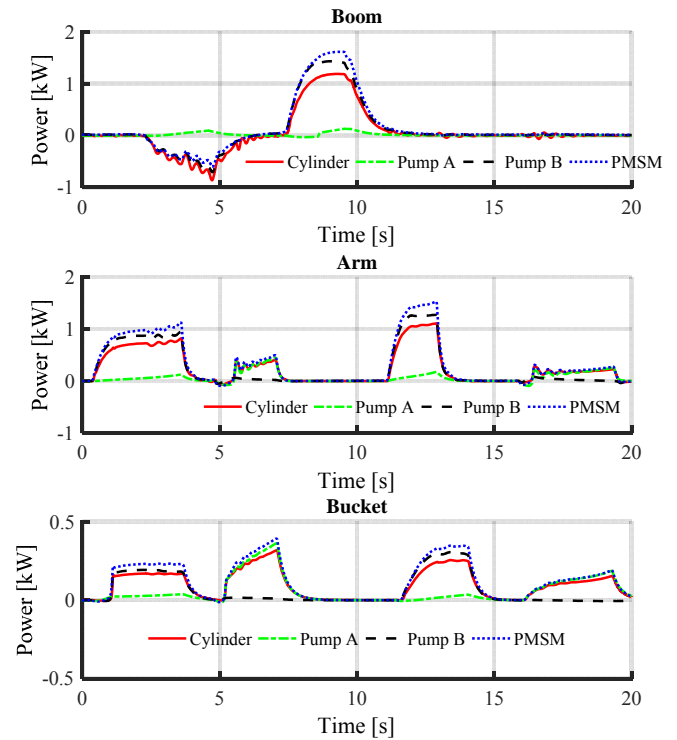 Boom
Power [kW]
2
1
0
-1
Cylinder Pump A Pump B PMSM
0 5 10 15 20
Time [s]
Arm
Power [kW]
2
1
0
-1
Cylinder Pump A Pump B PMSM
0 5 10 15 20
Time [s]
Bucket
Power [kW]
0.5
0
-0.5
Cylinder Pump A Pump B PMSM
0 5 10 15 20
Time [s]